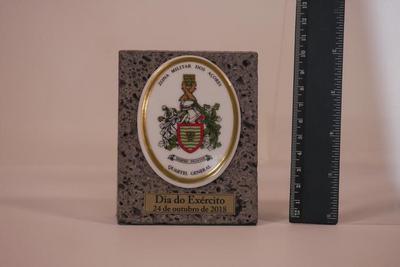 ZONA MILITAR DOS AÇORES
QUARTEL GENERAL
Dia do Exército
24 de outubro de 2018